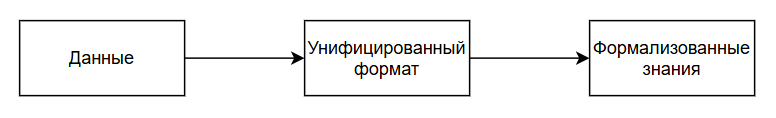 Данные
Унифицированный
формат
Формализованные
знания